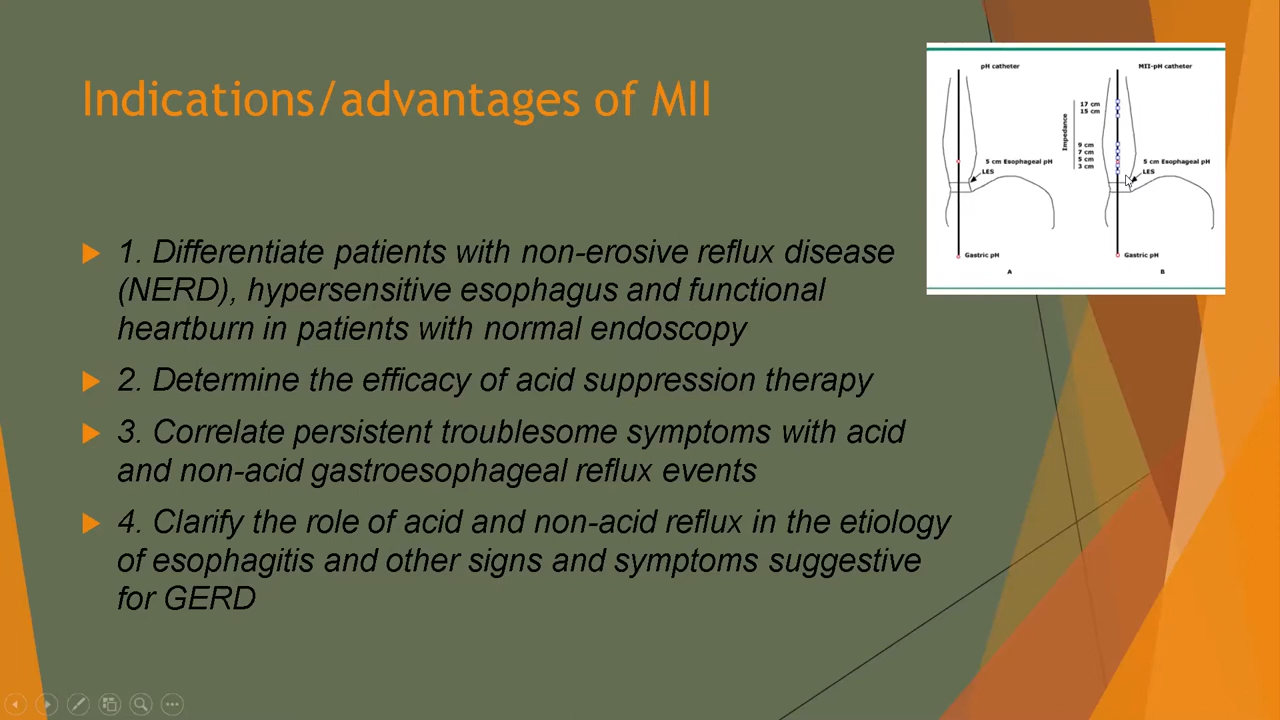 Indications/advantages of MII
1. Differentiate patients with non-erosive reflux disease
(NERD), hypersensitive esophagus and functional
heartburn in patients with normal endoscopy
2. Determine the efficacy of acid suppression therapy
3. Correlate persistent troublesome symptoms with acid
and non-acid gastroesophageal reflux events
4. Clarify the role of acid and non-acid reflux in the etiology
of esophagitis and other signs and symptoms suggestive
for GERD
pH catheter
5 cm Esophageal pH
LES
Gastric pH
A
MII-pH catheter
Impedance
17 cm
15 cm
9 cm
7 cm
5 cm
3 cm
5 cm Esophageal pH
LES
Gastric pH
B